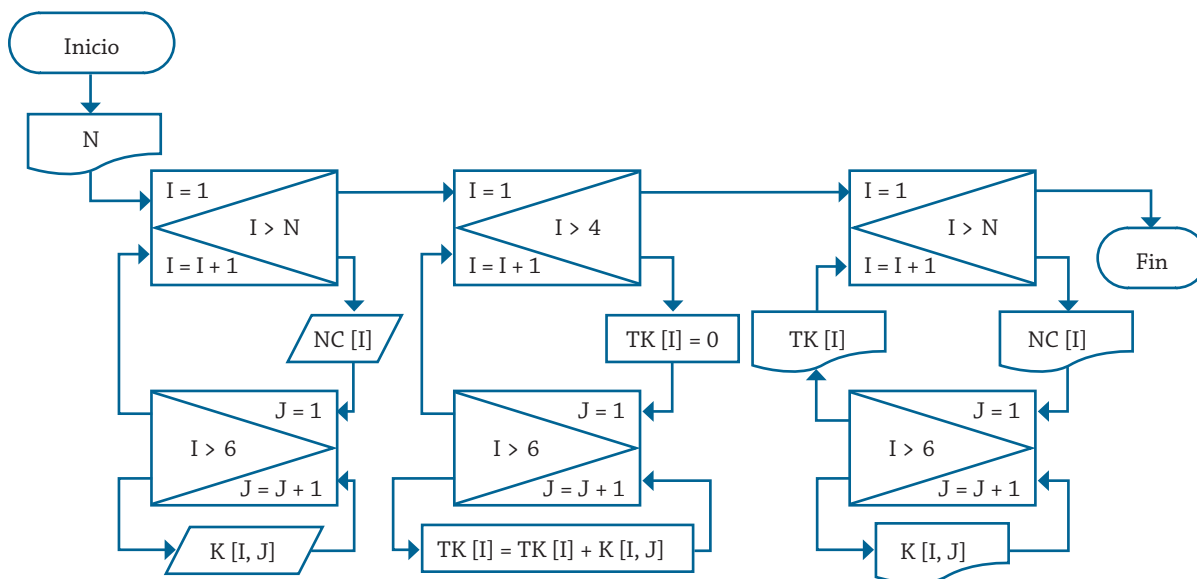 Inicio
N
I = 1
I > N
I = I + 1
NC [I]
J = 1
I > 6
J = J + 1
K [I, J]
I = 1
I > 4
I = I + 1
TK [I] = 0
J = 1
I > 6
J = J + 1
TK [I] = TK [I] + K [I, J]
I = 1
I > N
I = I + 1
TK [I]
NC [I]
J = 1
I > 6
J = J + 1
K [I, J]
Fin